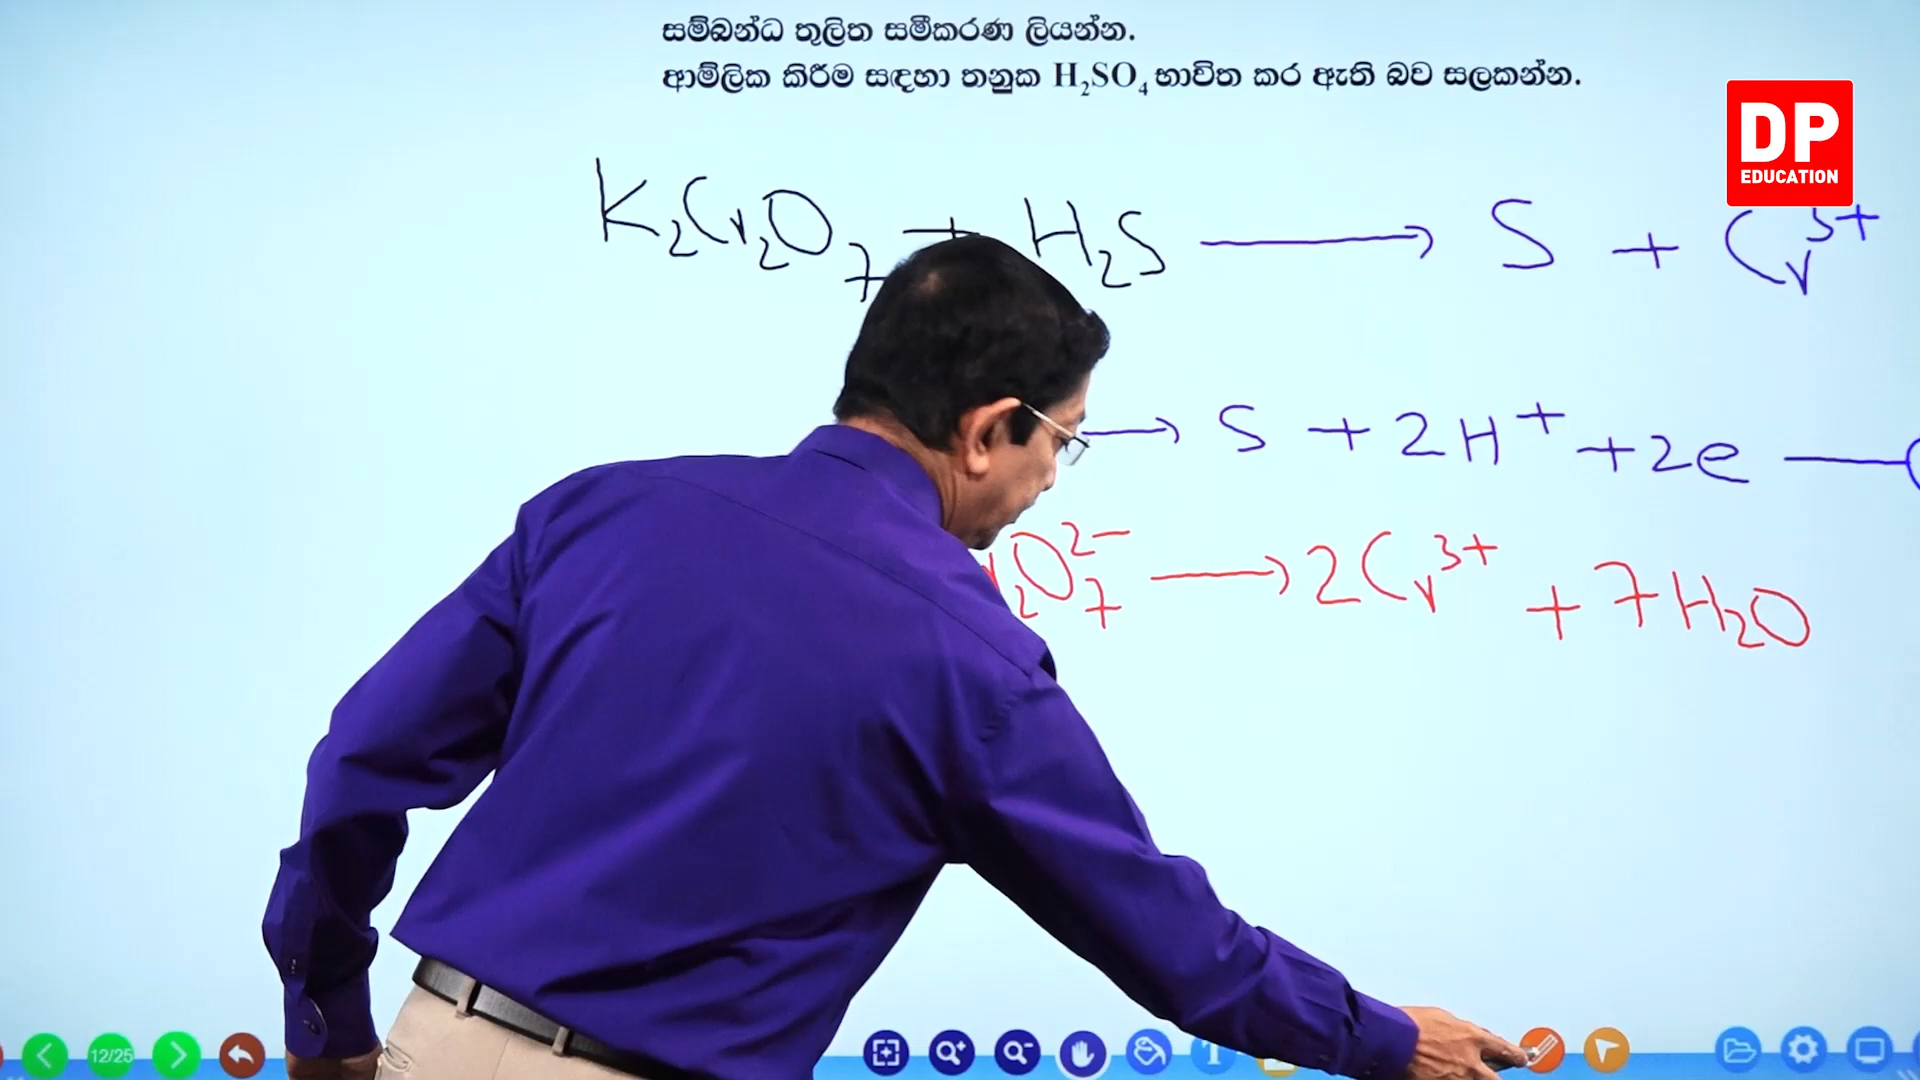 සම්බන්ධ තුලිත සමීකරණ ලියන්න.
ආම්ලික කිරීම සඳහා තනුක H₂SO₄ භාවිත කර ඇති බව සලකන්න.
DP
EDUCATION
K₂Cr₂O₇ + H₂S → S + Cr³⁺
→ S + 2H⁺ + 2e —
₂O₇²⁻ → 2Cr³⁺ + 7H₂O
12/25
T